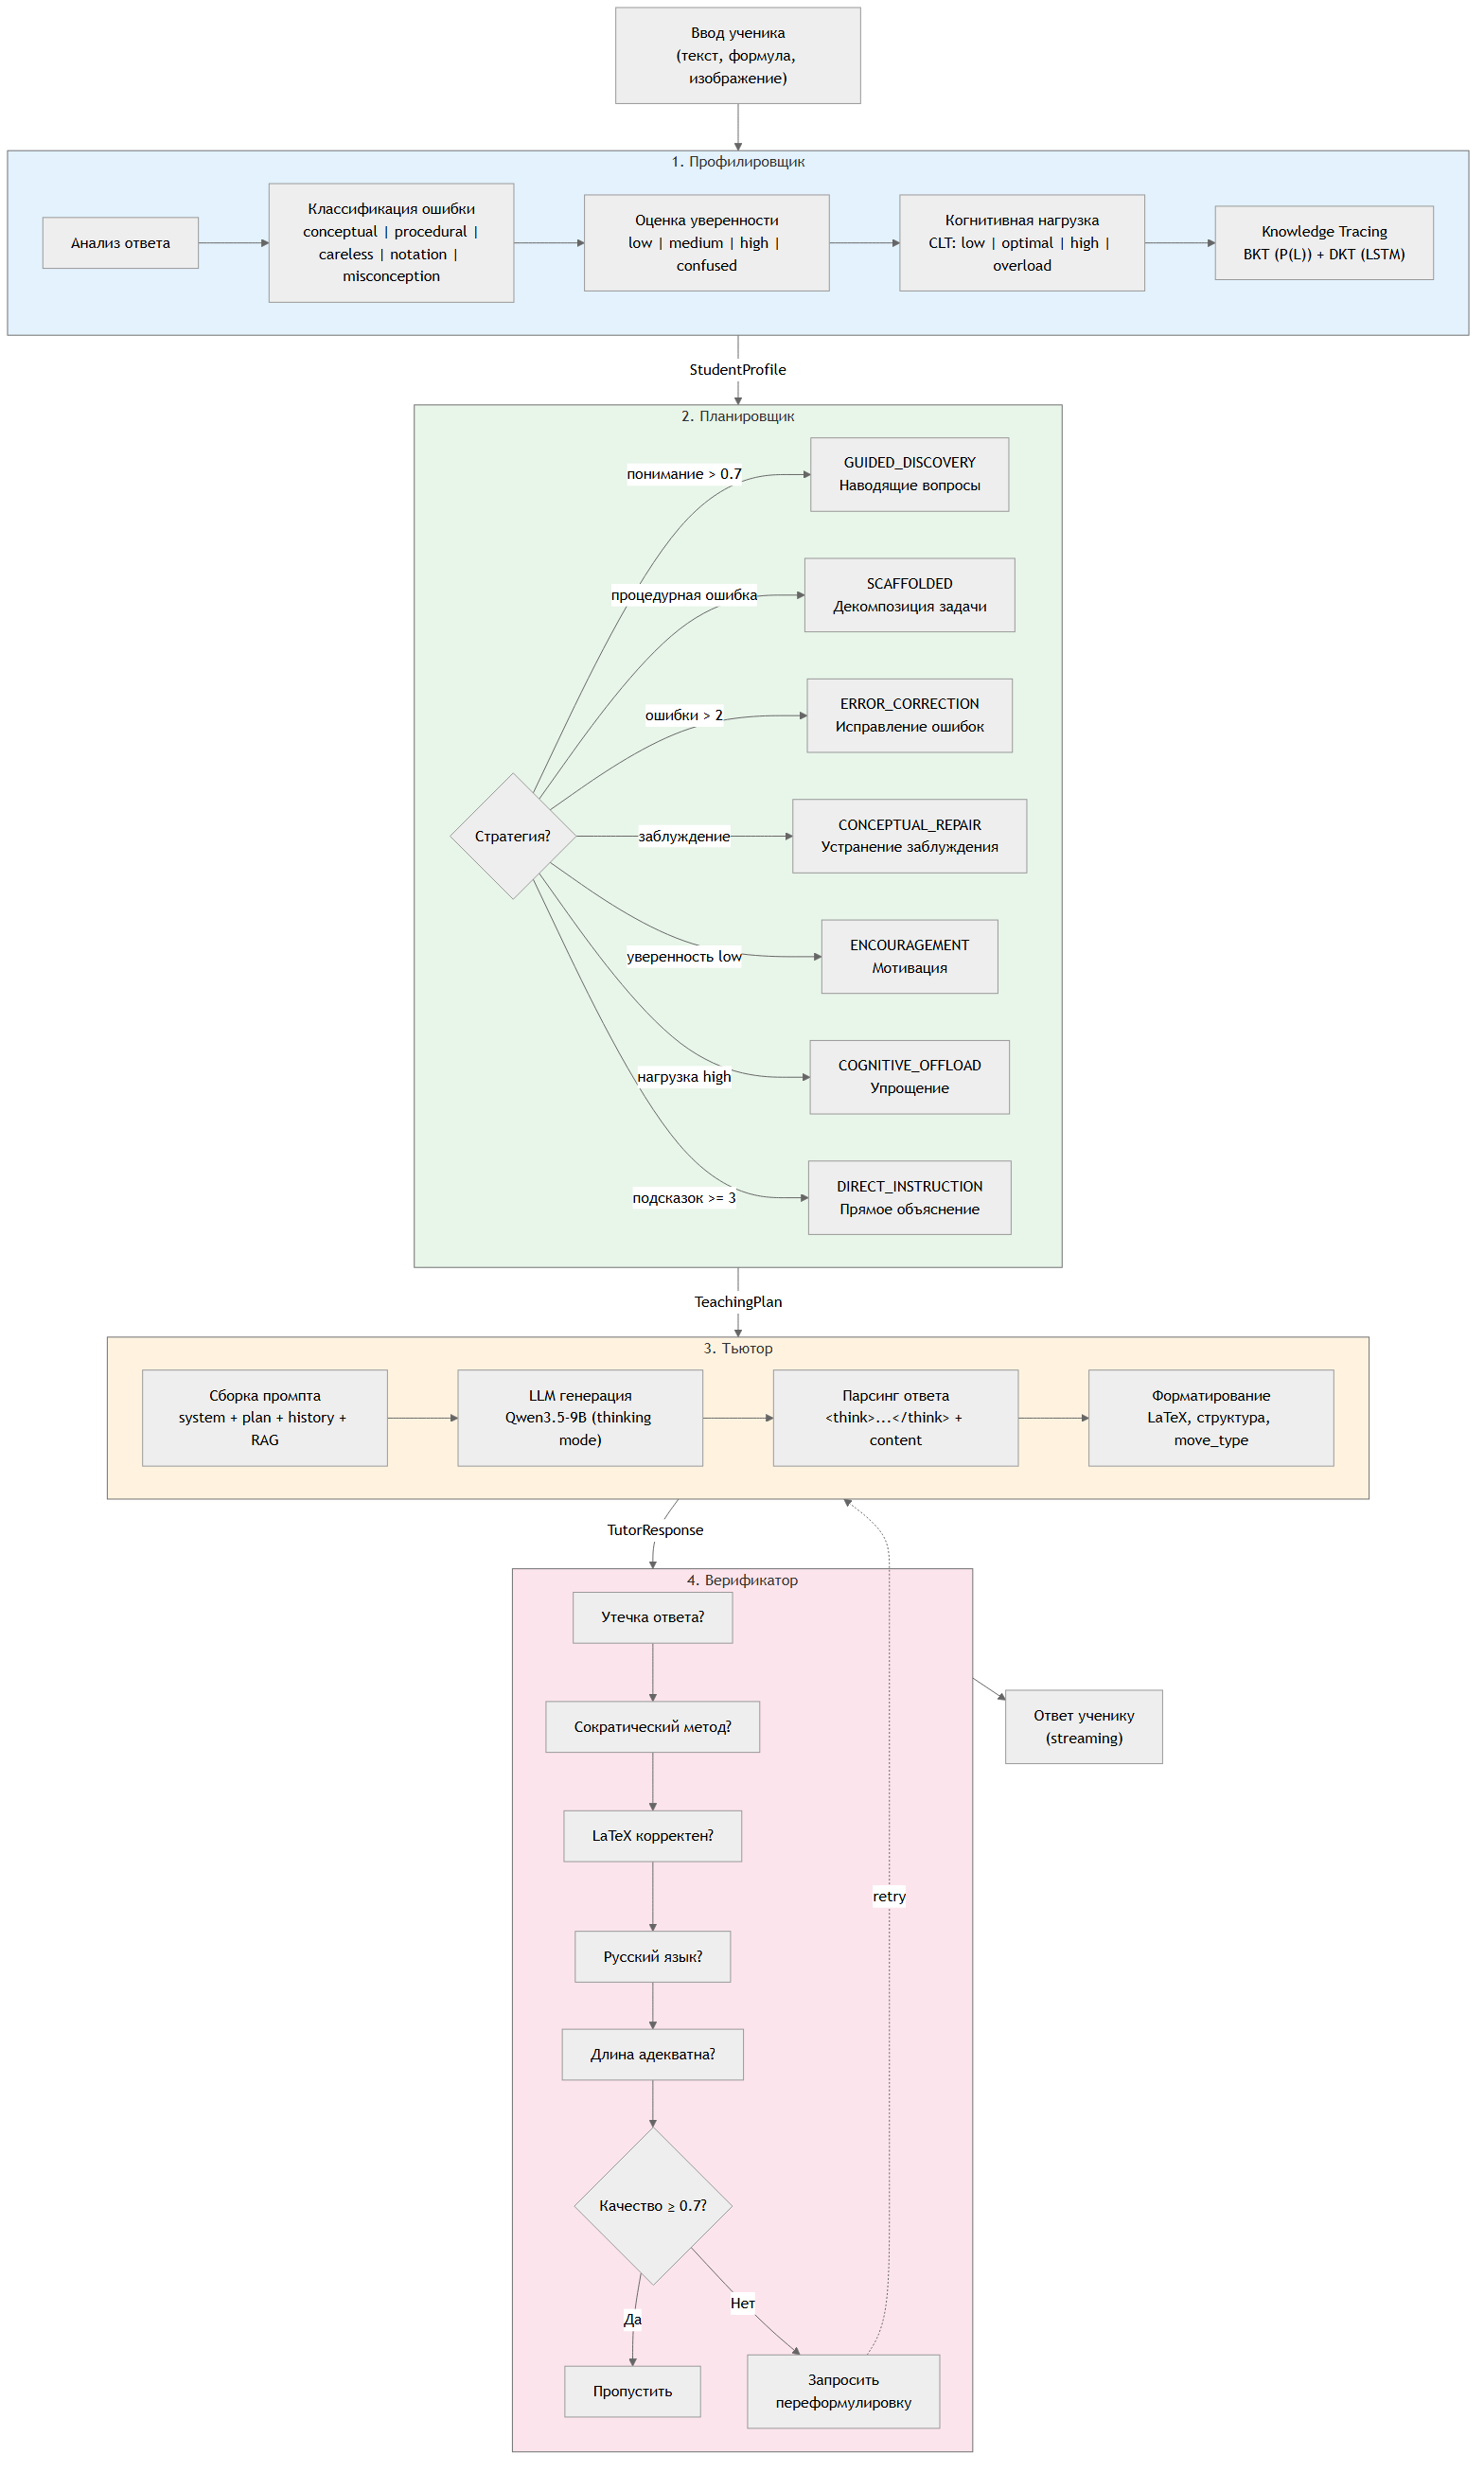 Ввод ученика
(текст, формула,
изображение)
1. Профилировщик
Анализ ответа
Классификация ошибки
conceptual | procedural |
careless | notation |
misconception
Оценка уверенности
low | medium | high |
confused
Когнитивная нагрузка
CLT: low | optimal | high |
overload
Knowledge Tracing
BKT (P(L)) + DKT (LSTM)
StudentProfile
2. Планировщик
понимание > 0.7
GUIDED_DISCOVERY
Наводящие вопросы
процедурная ошибка
SCAFFOLDED
Декомпозиция задачи
ошибки > 2
ERROR_CORRECTION
Исправление ошибок
Стратегия?
заблуждение
CONCEPTUAL_REPAIR
Устранение заблуждения
уверенность low
ENCOURAGEMENT
Мотивация
нагрузка high
COGNITIVE_OFFLOAD
Упрощение
подсказок >= 3
DIRECT_INSTRUCTION
Прямое объяснение
TeachingPlan
3. Тьютор
Сборка промпта
system + plan + history +
RAG
LLM генерация
Qwen3.5-9B (thinking
mode)
Парсинг ответа
<think>...</think> +
content
Форматирование
LaTeX, структура,
move_type
TutorResponse
4. Верификатор
Утечка ответа?
Сократический метод?
Ответ ученику
(streaming)
LaTeX корректен?
retry
Русский язык?
Длина адекватна?
Качество ≥ 0.7?
Да
Нет
Пропустить
Запросить
переформулировку